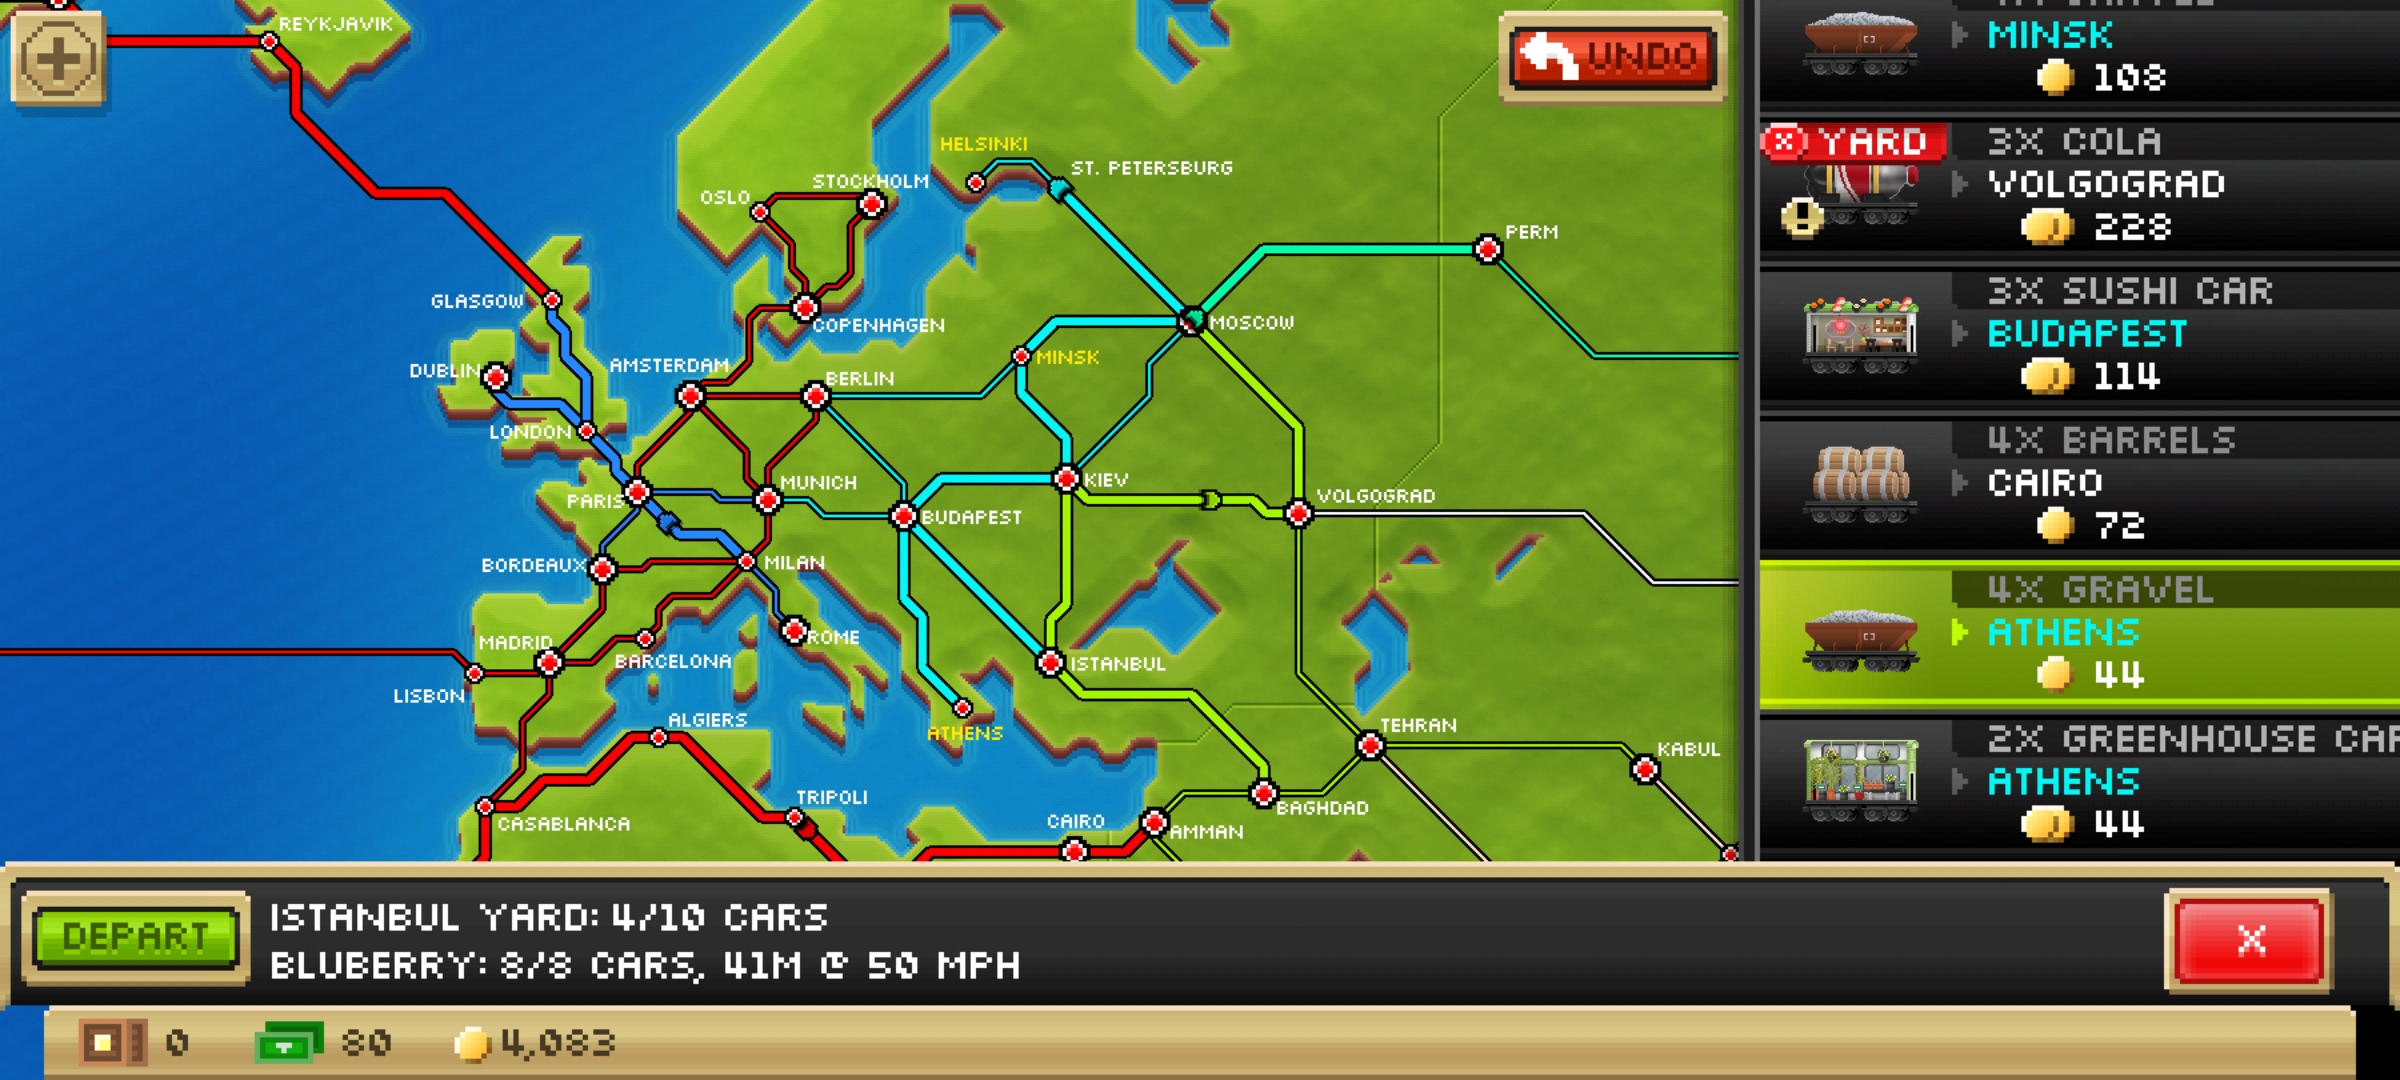 REYKJAVIK
UNDO
MINSK
108
YARD
3X COLA
VOLGOGRAD
228
3X SUSHI CAR
BUDAPEST
114
4X BARRELS
CAIRO
72
4X GRAVEL
ATHENS
44
2X GREENHOUSE CAR
ATHENS
44
HELSINKI
ST. PETERSBURG
STOCKHOLM
OSLO
PERM
GLASGOW
COPENHAGEN
MOSCOW
DUBLIN
AMSTERDAM
BERLIN
MINSK
LONDON
PARIS
MUNICH
KIEV
VOLGOGRAD
BUDAPEST
BORDEAUX
MILAN
MADRID
ROME
BARCELONA
ISTANBUL
LISBON
ALGIERS
ATHENS
TEHRAN
KABUL
TRIPOLI
CASABLANCA
CAIRO
AMMAN
BAGHDAD
DEPART
ISTANBUL YARD: 4/10 CARS
BLUBERRY: 8/8 CARS, 41M @ 50 MPH
X
0
80
4,083